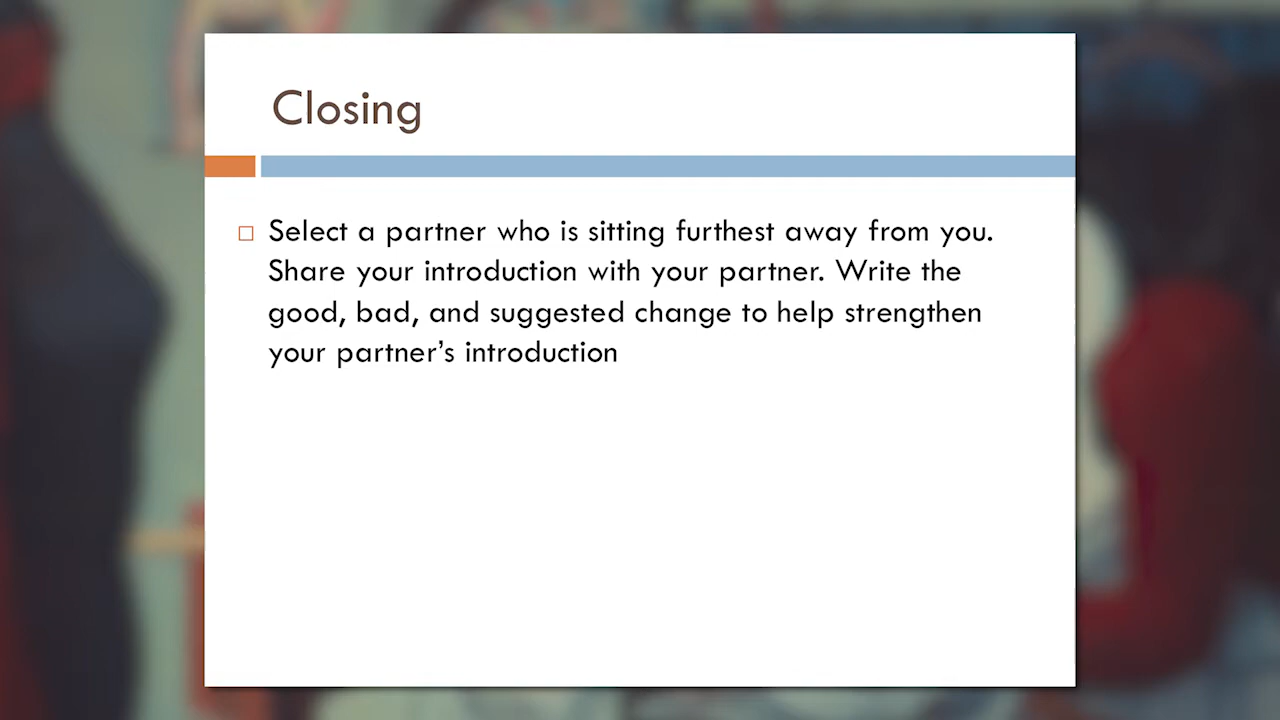 Closing
Select a partner who is sitting furthest away from you.
Share your introduction with your partner. Write the
good, bad, and suggested change to help strengthen
your partner’s introduction